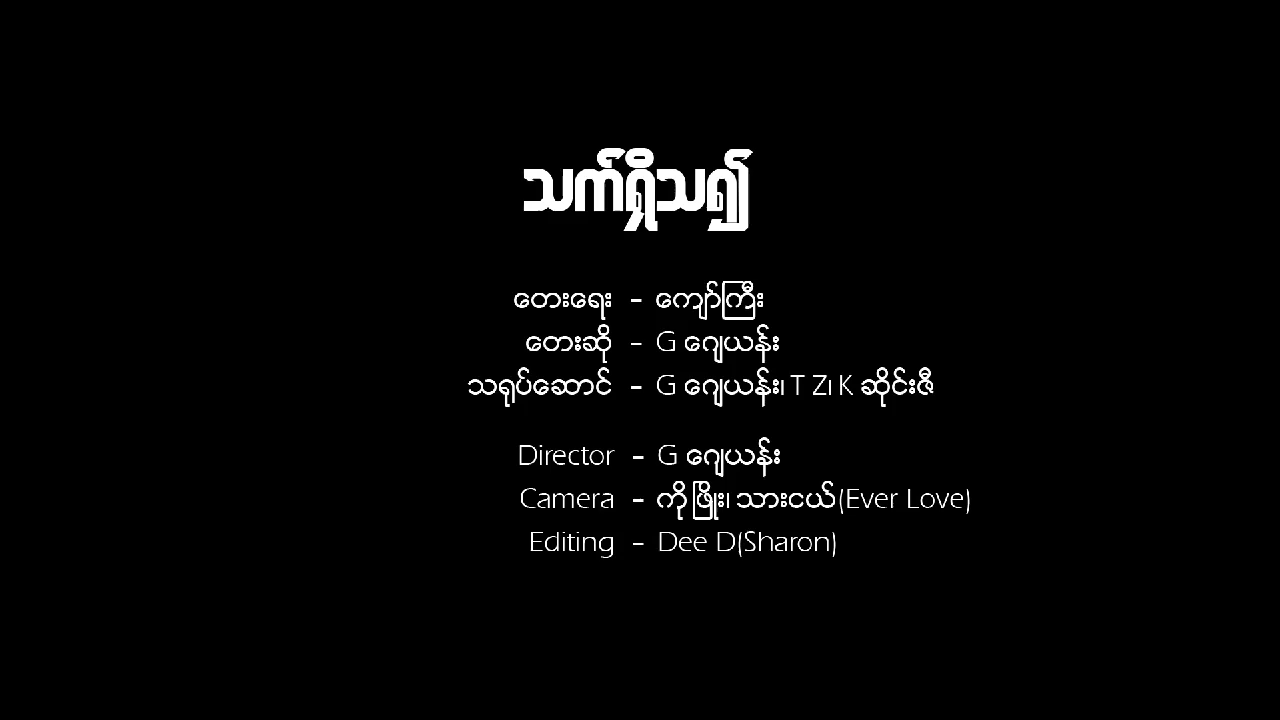 သက်ရှိသ၍
တေးရေး – ကျော်ကြီး
တေးဆို – G ဂျေယန်း
သရုပ်ဆောင် – G ဂျေယန်း၊ T Z၊ K ဆိုင်းဇီ
Director – G ဂျေယန်း
Camera – ကိုဖြိုး၊ သားငယ်(Ever Love)
Editing – Dee D(Sharon)